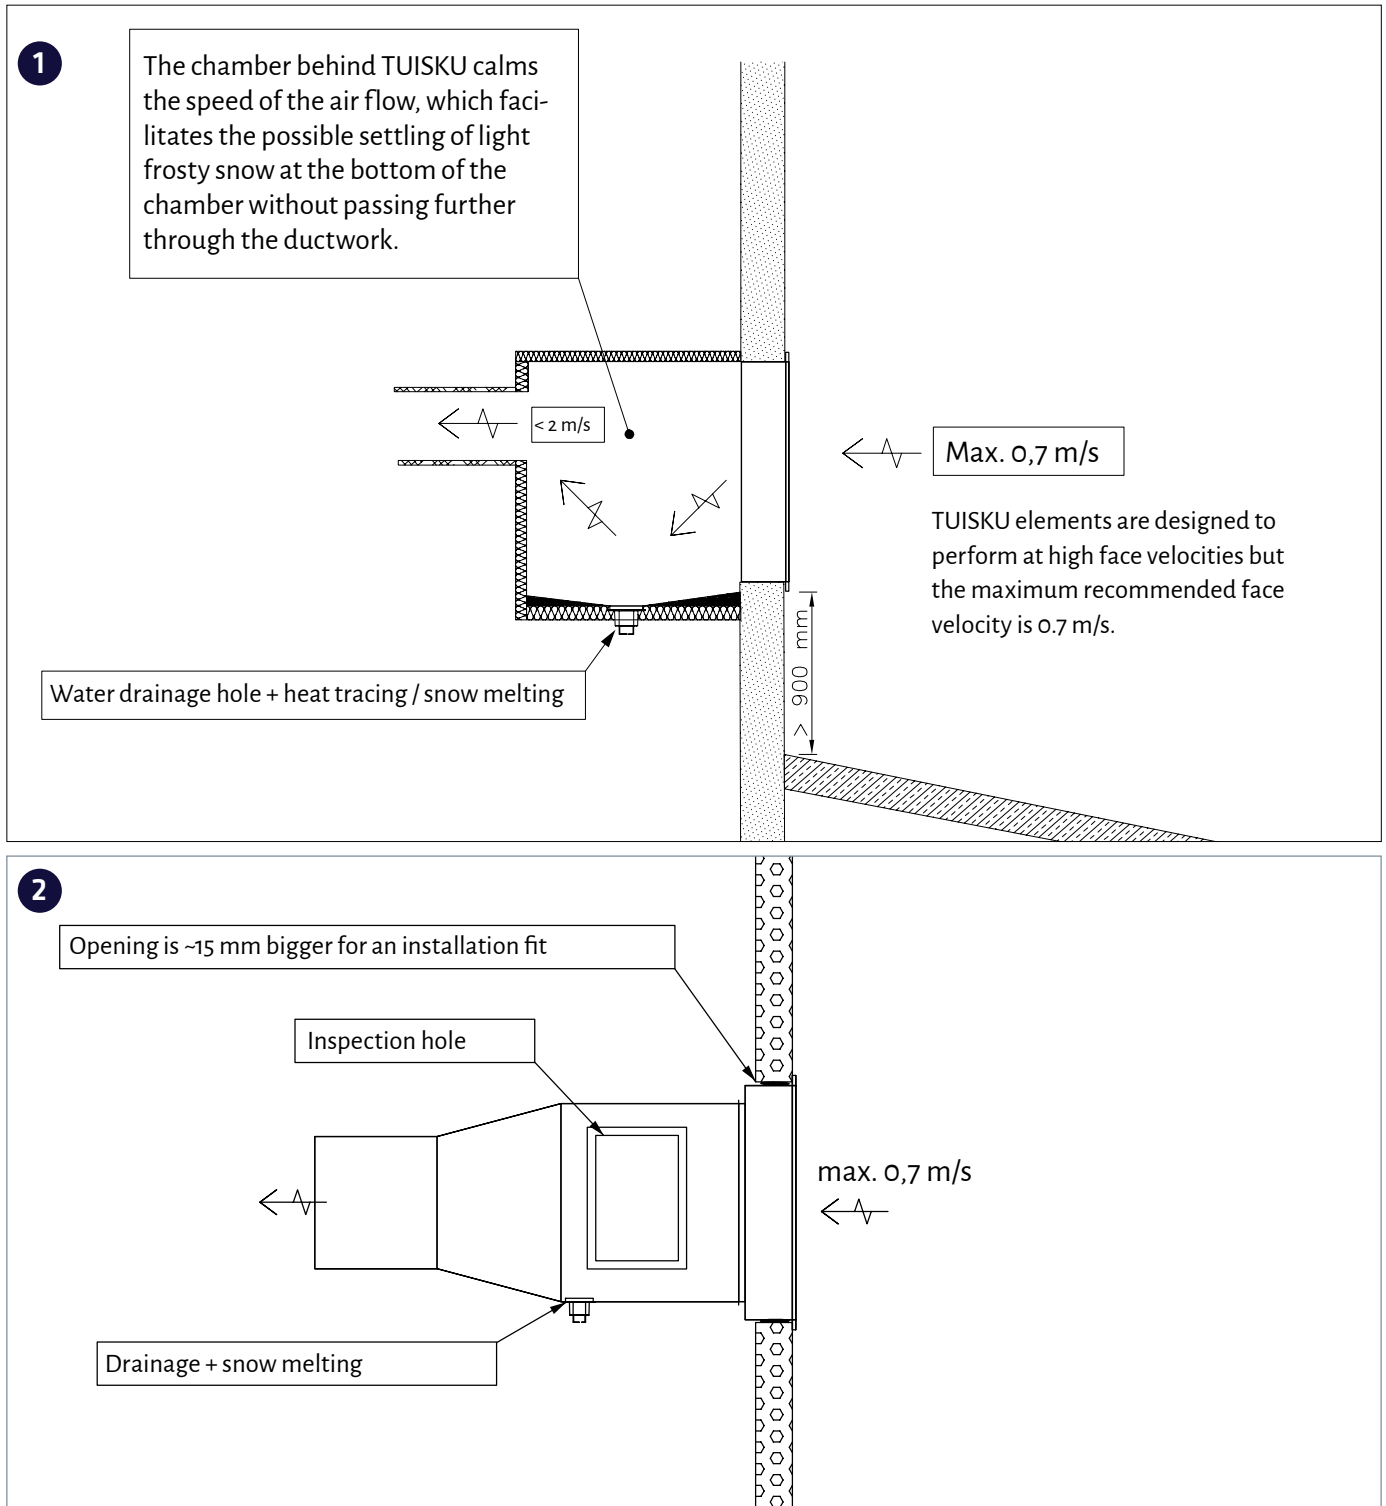 1
The chamber behind TUISKU calms
the speed of the air flow, which faci-
litates the possible settling of light
frosty snow at the bottom of the
chamber without passing further
through the ductwork.
< 2 m/s
Max. 0,7 m/s
TUISKU elements are designed to
perform at high face velocities but
the maximum recommended face
velocity is 0.7 m/s.
> 900 mm
Water drainage hole + heat tracing / snow melting
2
Opening is ~15 mm bigger for an installation fit
Inspection hole
max. 0,7 m/s
Drainage + snow melting